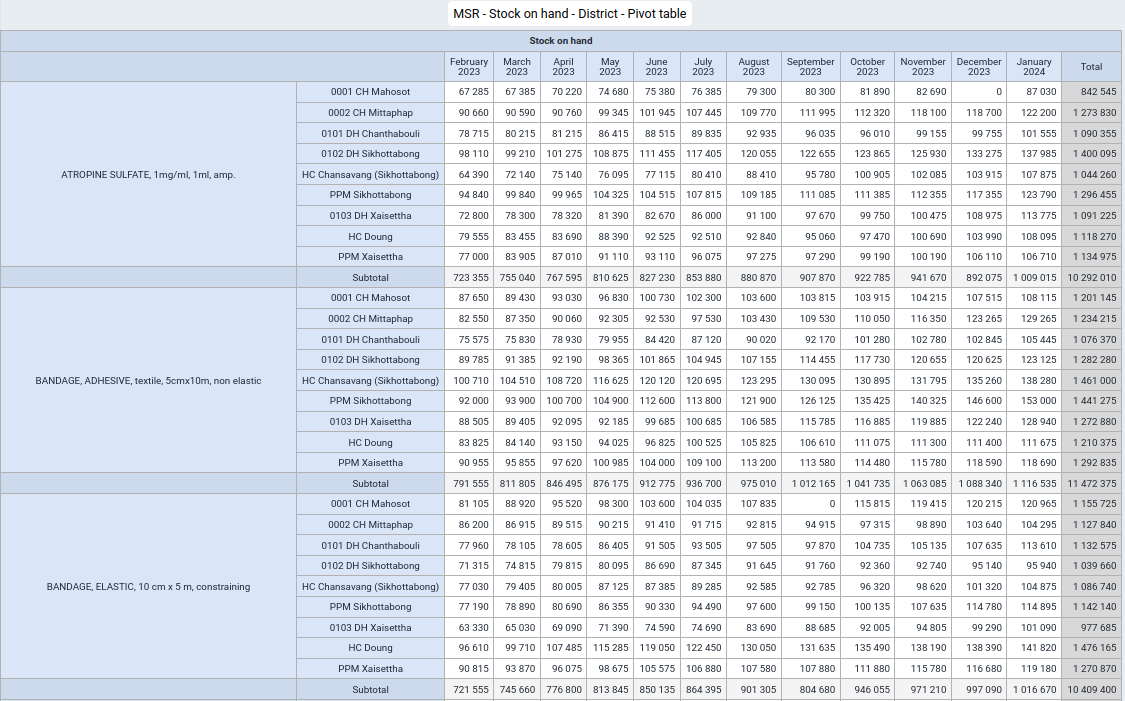 MSR - Stock on hand - District - Pivot table
Stock on hand
February 2023 March 2023 April 2023 May 2023 June 2023 July 2023 August 2023 September 2023 October 2023 November 2023 December 2023 January 2024 Total
0001 CH Mahosot 67 285 67 385 70 220 74 680 75 380 76 385 79 300 80 300 81 890 82 690 0 87 030 842 545
0002 CH Mittaphap 90 660 90 590 90 760 99 345 101 945 107 445 109 770 111 995 112 320 118 100 118 700 122 200 1 273 830
0101 DH Chanthabouli 78 715 80 215 81 215 86 415 88 515 89 835 92 935 96 035 96 010 99 155 99 755 101 555 1 090 355
0102 DH Sikhottabong 98 110 99 210 101 275 108 875 111 455 117 405 120 055 122 655 123 865 125 930 133 275 137 985 1 400 095
ATROPINE SULFATE, 1mg/ml, 1ml, amp. HC Chansavang (Sikhottabong) 64 390 72 140 75 140 76 095 77 115 80 410 88 410 95 780 100 905 102 085 103 915 107 875 1 044 260
PPM Sikhottabong 94 840 99 840 99 965 104 325 104 515 107 815 109 185 111 085 111 385 112 355 117 355 123 790 1 296 455
0103 DH Xaisettha 72 800 78 300 78 320 81 390 82 670 86 000 91 100 97 670 99 750 100 475 108 975 113 775 1 091 225
HC Doung 79 555 83 455 83 690 88 390 92 525 92 510 92 840 95 060 97 470 100 690 103 990 108 095 1 118 270
PPM Xaisettha 77 000 83 905 87 010 91 110 93 110 96 075 97 275 97 290 99 190 100 190 106 110 106 710 1 134 975
Subtotal 723 355 755 040 767 595 810 625 827 230 853 880 880 870 907 870 922 785 941 670 892 075 1 009 015 10 292 010
0001 CH Mahosot 87 650 89 430 93 030 96 830 100 730 102 300 103 600 103 815 103 915 104 215 107 515 108 115 1 201 145
0002 CH Mittaphap 82 550 87 350 90 060 92 305 92 530 97 530 103 430 109 530 110 050 116 350 123 265 129 265 1 234 215
0101 DH Chanthabouli 75 575 75 830 78 930 79 955 84 420 87 120 90 020 92 170 101 280 102 780 102 845 105 445 1 076 370
0102 DH Sikhottabong 89 785 91 385 92 190 98 365 101 865 104 945 107 155 114 455 117 730 120 655 120 625 123 125 1 282 280
BANDAGE, ADHESIVE, textile, 5cmx10m, non elastic HC Chansavang (Sikhottabong) 100 710 104 510 108 720 116 625 120 120 120 695 123 295 130 095 130 895 131 795 135 260 138 280 1 461 000
PPM Sikhottabong 92 000 93 900 100 700 104 900 112 600 113 800 121 900 126 125 135 425 140 325 146 600 153 000 1 441 275
0103 DH Xaisettha 88 505 89 405 92 095 92 185 99 685 100 685 106 585 115 785 116 885 119 885 122 240 128 940 1 272 880
HC Doung 83 825 84 140 93 150 94 025 96 825 100 525 105 825 106 610 111 075 111 300 111 400 111 675 1 210 375
PPM Xaisettha 90 955 95 855 97 620 100 985 104 000 109 100 113 200 113 580 114 480 115 780 118 590 118 690 1 292 835
Subtotal 791 555 811 805 846 495 876 175 912 775 936 700 975 010 1 012 165 1 041 735 1 063 085 1 088 340 1 116 535 11 472 375
0001 CH Mahosot 81 105 88 920 95 520 98 300 103 600 104 035 107 835 0 115 815 119 415 120 215 120 965 1 155 725
0002 CH Mittaphap 86 200 86 915 89 515 90 215 91 410 91 715 92 815 94 915 97 315 98 890 103 640 104 295 1 127 840
0101 DH Chanthabouli 77 960 78 105 78 605 86 405 91 505 93 505 97 505 97 870 104 735 105 135 107 635 113 610 1 132 575
0102 DH Sikhottabong 71 315 74 815 79 815 80 095 86 690 87 345 91 645 91 760 92 360 92 740 95 140 95 940 1 039 660
BANDAGE, ELASTIC, 10 cm x 5 m, constraining HC Chansavang (Sikhottabong) 77 030 79 405 80 005 87 125 87 385 89 285 92 585 92 785 96 320 98 620 101 320 104 875 1 086 740
PPM Sikhottabong 77 190 78 890 80 690 86 355 90 330 94 490 97 600 99 150 100 135 107 635 114 780 114 895 1 142 140
0103 DH Xaisettha 63 330 65 030 69 090 71 390 74 590 74 690 83 690 88 685 92 005 94 805 99 290 101 090 977 685
HC Doung 96 610 99 710 107 485 115 285 119 050 122 450 130 050 131 635 135 490 138 190 138 390 141 820 1 476 165
PPM Xaisettha 90 815 93 870 96 075 98 675 105 575 106 880 107 580 107 880 111 880 115 780 116 680 119 180 1 270 870
Subtotal 721 555 745 660 776 800 813 845 850 135 864 395 901 305 804 680 946 055 971 210 997 090 1 016 670 10 409 400